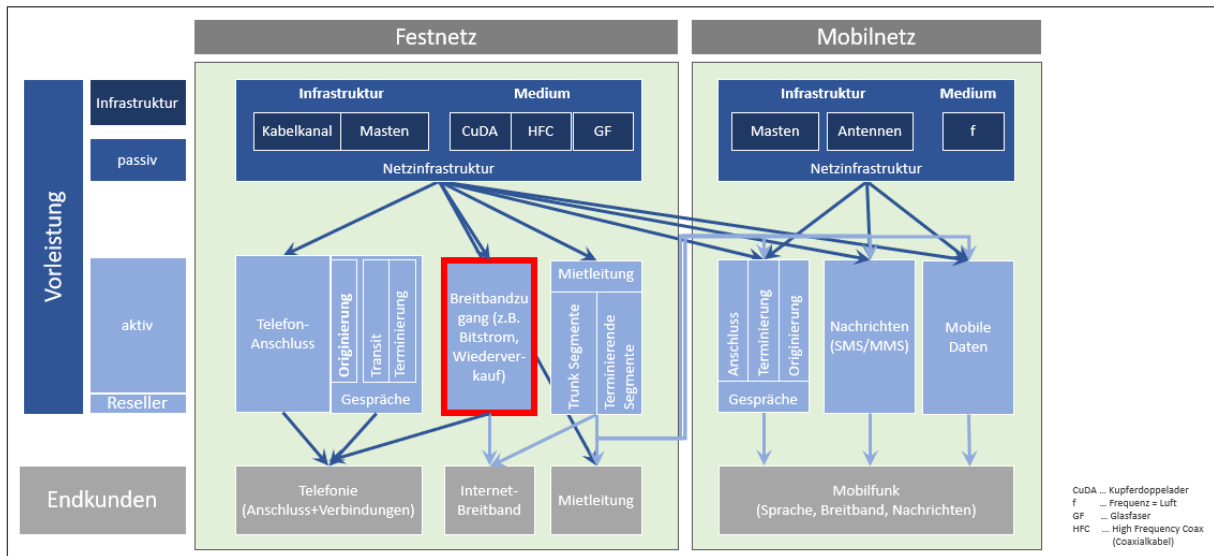 Festnetz
Mobilnetz
Vorleistung
Infrastruktur
passiv
aktiv
Reseller
Endkunden
Infrastruktur
Medium
Kabelkanal
Masten
CuDA
HFC
GF
Netzinfrastruktur
Infrastruktur
Medium
Masten
Antennen
f
Netzinfrastruktur
Telefon-
Anschluss
Originierung
Transit
Terminierung
Gespräche
Breitbandzu
gang (z.B.
Bitstrom,
Wiederver-
kauf)
Mietleitung
Trunk Segmente
Terminierende
Segmente
Anschluss
Terminierung
Originierung
Gespräche
Nachrichten
(SMS/MMS)
Mobile
Daten
Telefonie
(Anschluss+Verbindungen)
Internet-
Breitband
Mietleitung
Mobilfunk
(Sprache, Breitband, Nachrichten)
CuDA ... Kupferdoppelader
f ... Frequenz = Luft
GF ... Glasfaser
HFC ... High Frequency Coax
(Coaxialkabel)